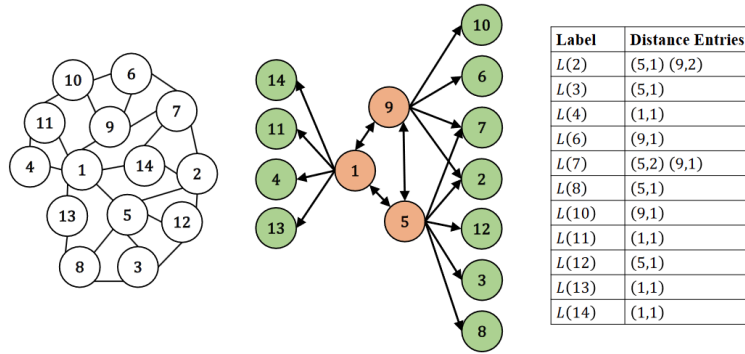 10
6
7
11
9
4
1
14
2
13
5
12
8
3
14
11
4
13
9
1
5
10
6
7
2
12
3
8
Label Distance Entries
L(2) (5,1) (9,2)
L(3) (5,1)
L(4) (1,1)
L(6) (9,1)
L(7) (5,2) (9,1)
L(8) (5,1)
L(10) (9,1)
L(11) (1,1)
L(12) (5,1)
L(13) (1,1)
L(14) (1,1)